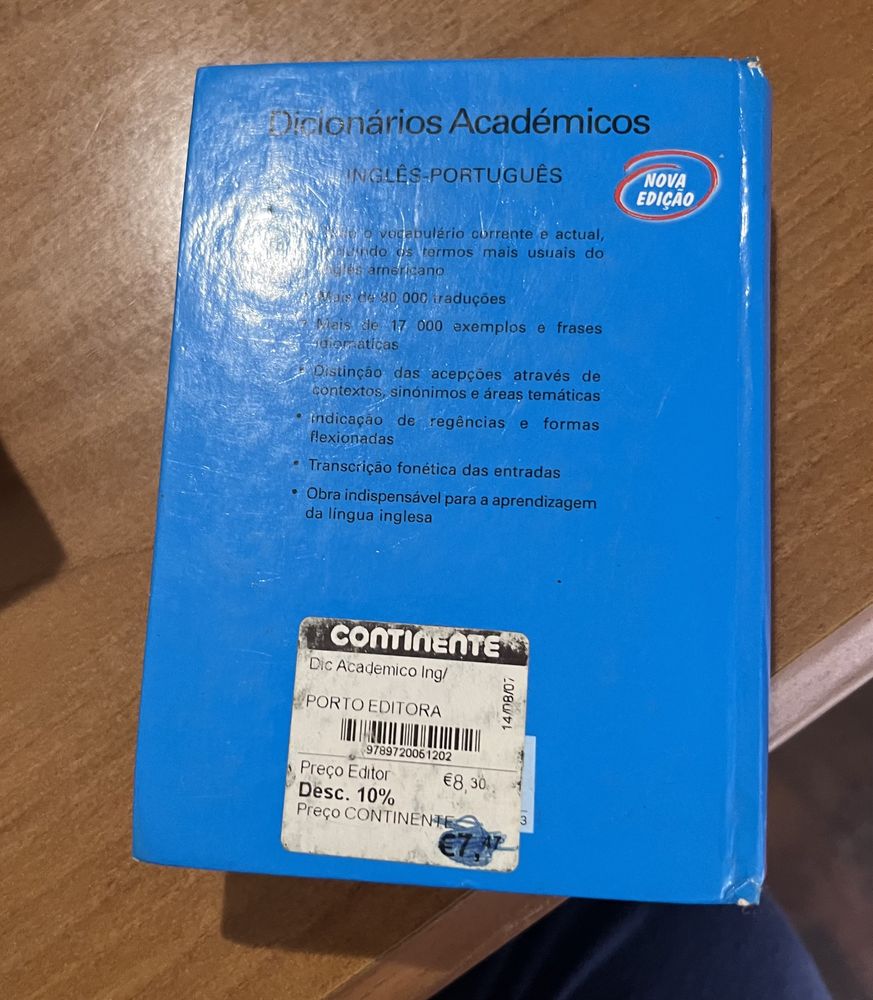 Dicionários Académicos
INGLÊS-PORTUGUÊS
NOVA
EDIÇÃO
o vocabulário corrente e actual,
os termos mais usuais do
inglês americano
Mais de 80 000 traduções
• Mais de 17 000 exemplos e frases
idiomáticas
• Distinção das acepções através de
contextos, sinónimos e áreas temáticas
• Indicação de regências e formas
flexionadas
• Transcrição fonética das entradas
• Obra indispensável para a aprendizagem
da língua inglesa
CONTINENTE
Dic Academico Ing/
PORTO EDITORA
14/08/07
9789720051202
Preço Editor €8,30
Desc. 10%
Preço CONTINENTE
€7,47
3